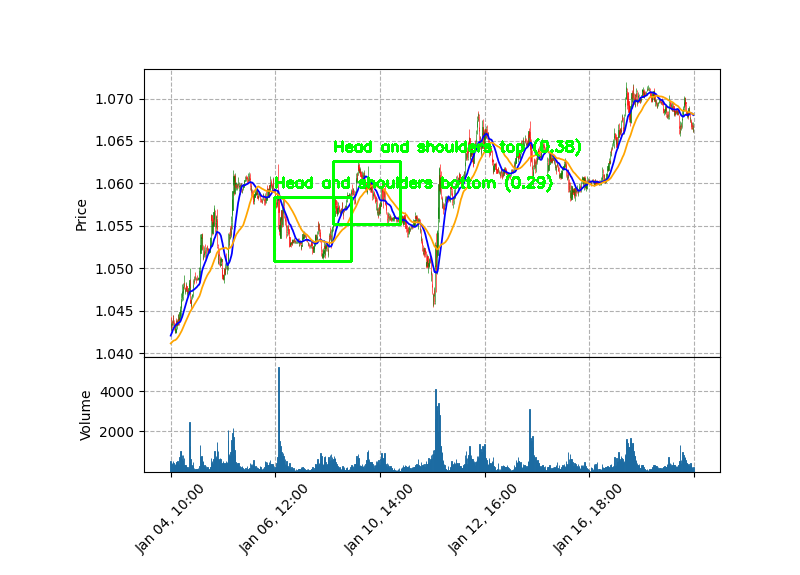 1.070
1.065
1.060
1.055
1.050
1.045
1.040
Price
Head and shoulders top (0.38)
Head and shoulders bottom (0.29)
4000
2000
Volume
Jan 04, 10:00
Jan 06, 12:00
Jan 10, 14:00
Jan 12, 16:00
Jan 16, 18:00